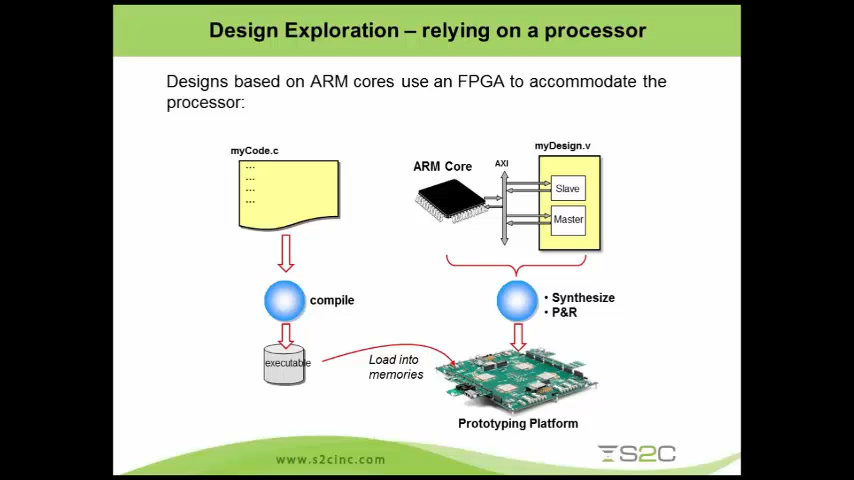 Design Exploration – relying on a processor
Designs based on ARM cores use an FPGA to accommodate the
processor:
myCode.c
...
...
...
...
ARM Core
AXI
myDesign.v
Slave
Master
compile
• Synthesize
• P&R
executable
Load into
memories
Prototyping Platform
www.s2cinc.com
S2C